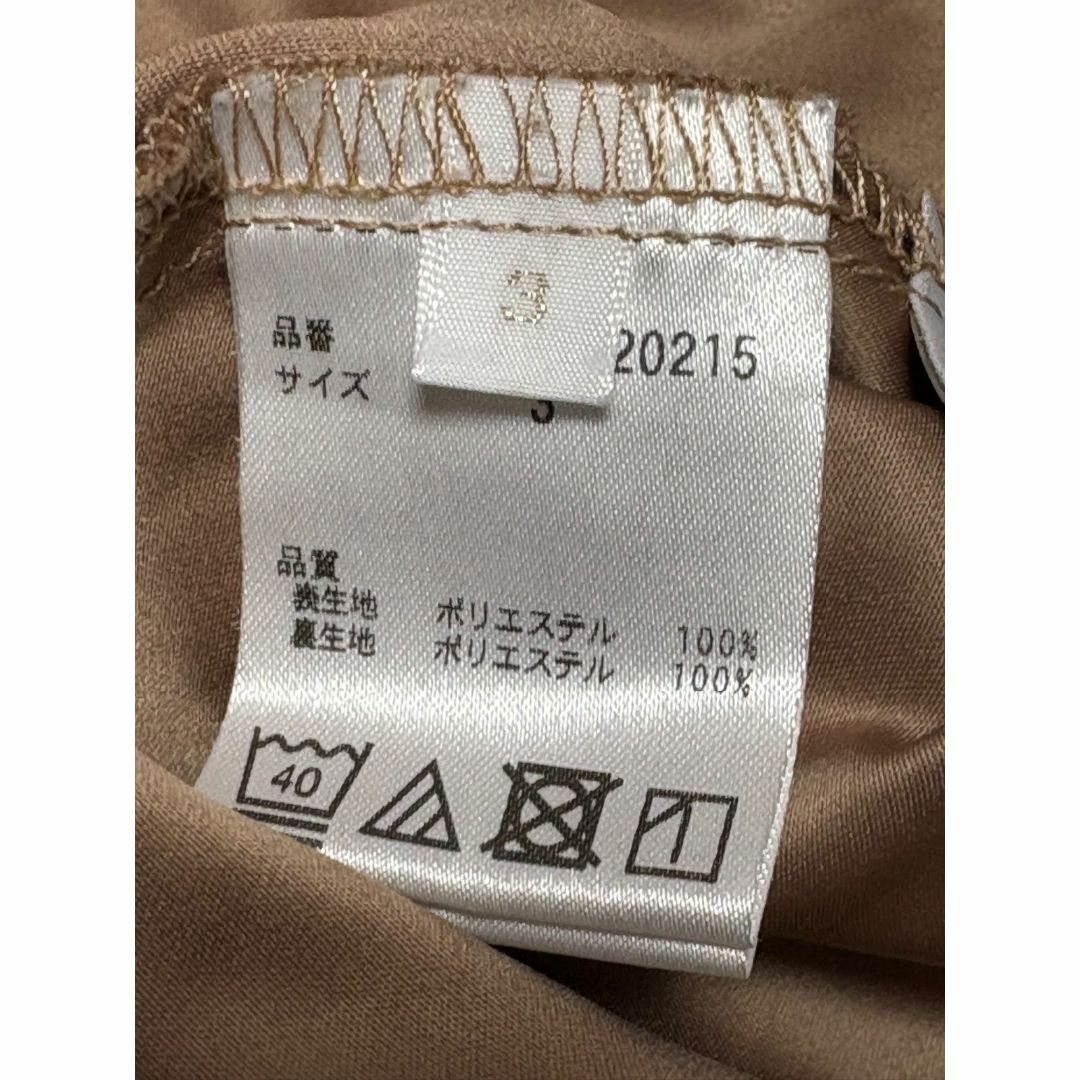 3
品番 20215
サイズ 3
品質
表生地 ポリエステル 100%
裏生地 ポリエステル 100%
40